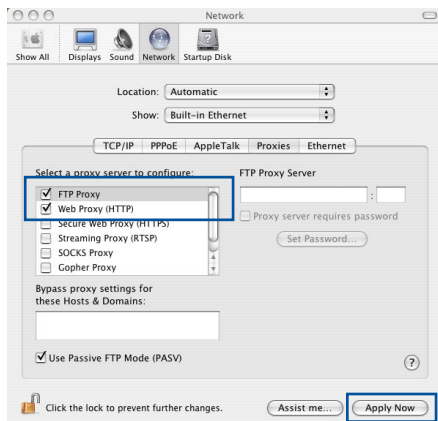 Network
Show All Displays Sound Network Startup Disk
Location: Automatic
Show: Built-in Ethernet
TCP/IP PPPoE AppleTalk Proxies Ethernet
Select a proxy server to configure: FTP Proxy Server
FTP Proxy
:
Web Proxy (HTTP)
Proxy server requires password
Secure Web Proxy (HTTPS)
Streaming Proxy (RTSP)
Set Password...
SOCKS Proxy
Gopher Proxy
Bypass proxy settings for
these Hosts & Domains:
Use Passive FTP Mode (PASV)
?
Click the lock to prevent further changes. Assist me... Apply Now